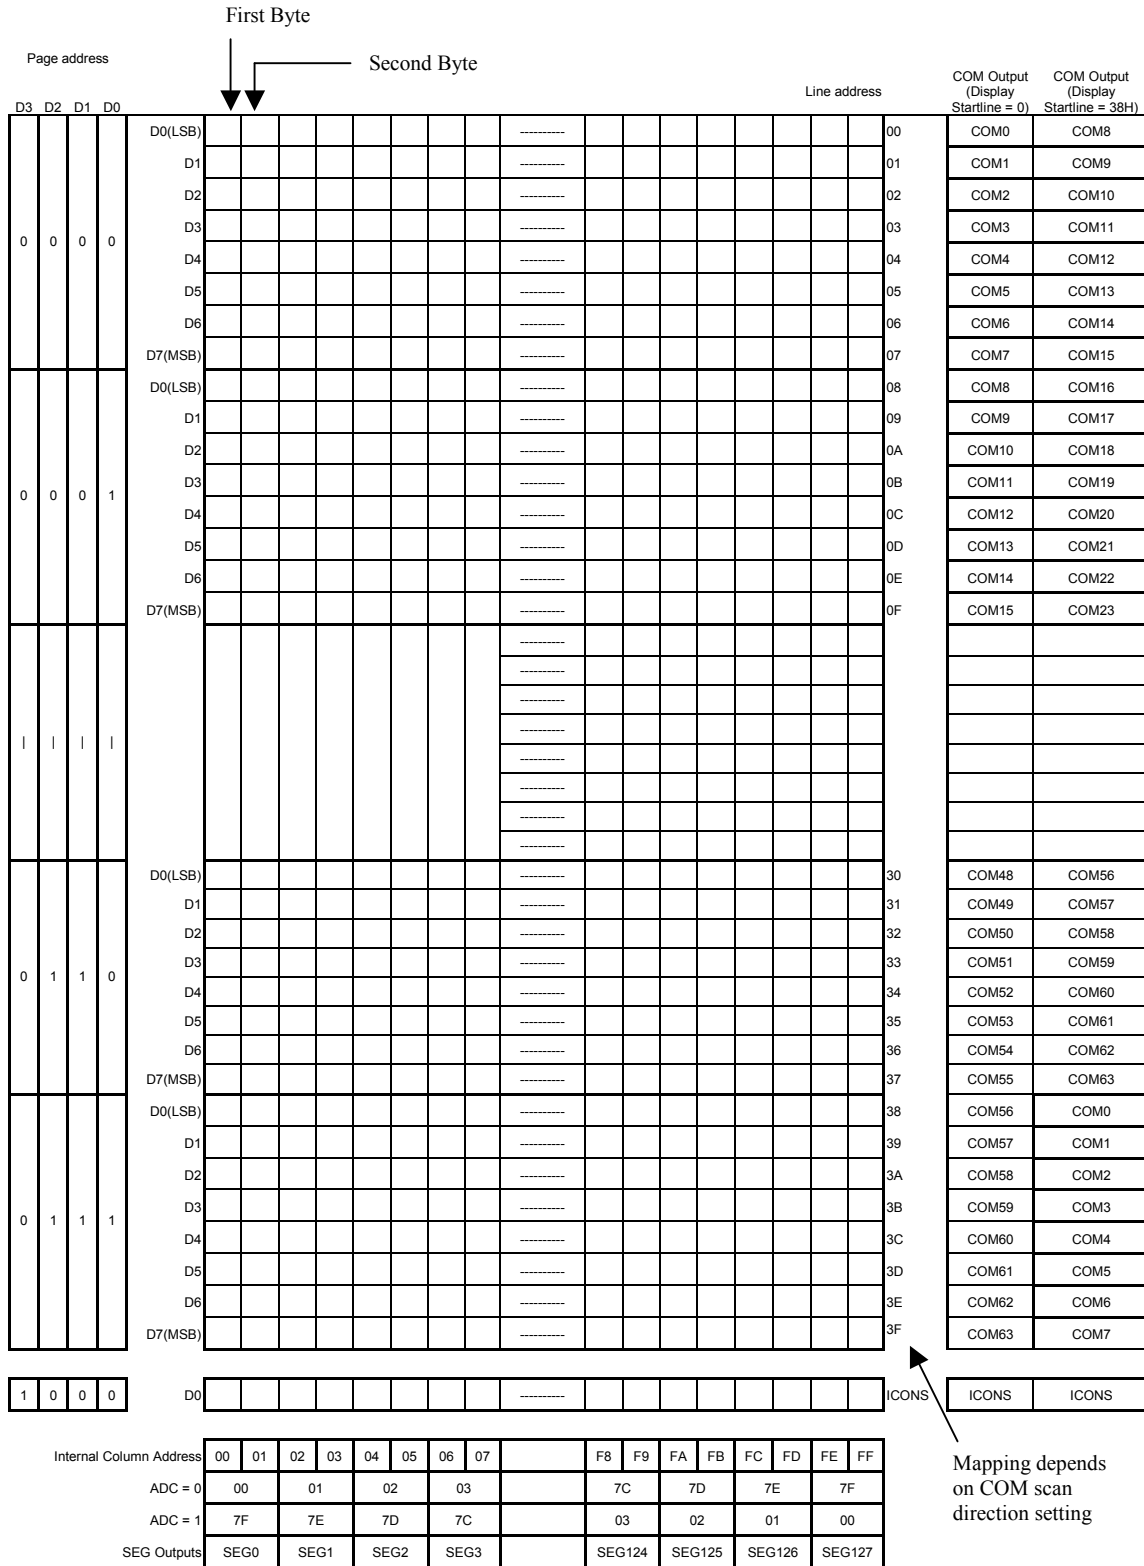 First Byte
Second Byte
Page address
Line address
COM Output (Display Startline = 0)
COM Output (Display Startline = 38H)
D3 D2 D1 D0
D0(LSB) ---------- 00 COM0 COM8
D1 ---------- 01 COM1 COM9
D2 ---------- 02 COM2 COM10
D3 ---------- 03 COM3 COM11
0 0 0 0
D4 ---------- 04 COM4 COM12
D5 ---------- 05 COM5 COM13
D6 ---------- 06 COM6 COM14
D7(MSB) ---------- 07 COM7 COM15
D0(LSB) ---------- 08 COM8 COM16
D1 ---------- 09 COM9 COM17
D2 ---------- 0A COM10 COM18
D3 ---------- 0B COM11 COM19
0 0 0 1
D4 ---------- 0C COM12 COM20
D5 ---------- 0D COM13 COM21
D6 ---------- 0E COM14 COM22
D7(MSB) ---------- 0F COM15 COM23
----------
----------
----------
----------
| | | |
----------
----------
----------
----------
D0(LSB) ---------- 30 COM48 COM56
D1 ---------- 31 COM49 COM57
D2 ---------- 32 COM50 COM58
D3 ---------- 33 COM51 COM59
0 1 1 0
D4 ---------- 34 COM52 COM60
D5 ---------- 35 COM53 COM61
D6 ---------- 36 COM54 COM62
D7(MSB) ---------- 37 COM55 COM63
D0(LSB) ---------- 38 COM56 COM0
D1 ---------- 39 COM57 COM1
D2 ---------- 3A COM58 COM2
D3 ---------- 3B COM59 COM3
0 1 1 1
D4 ---------- 3C COM60 COM4
D5 ---------- 3D COM61 COM5
D6 ---------- 3E COM62 COM6
D7(MSB) ---------- 3F COM63 COM7
1 0 0 0 D0 ---------- ICONS ICONS ICONS
Internal Column Address 00 01 02 03 04 05 06 07 F8 F9 FA FB FC FD FE FF
ADC = 0 00 01 02 03 7C 7D 7E 7F
ADC = 1 7F 7E 7D 7C 03 02 01 00
SEG Outputs SEG0 SEG1 SEG2 SEG3 SEG124 SEG125 SEG126 SEG127
Mapping depends
on COM scan
direction setting